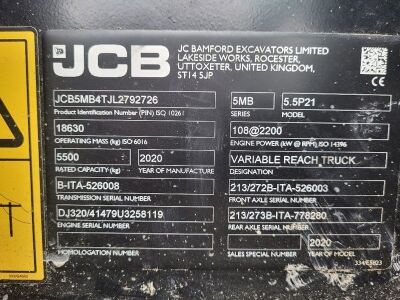 JCB
JC BAMFORD EXCAVATORS LIMITED
LAKESIDE WORKS, ROCESTER,
UTTOXETER, UNITED KINGDOM,
ST14 5JP
JCB5MB4TJL2792726
Product Identification Number (PIN) ISO 10261
5MB 5.5P21
SERIES MODEL
18630
OPERATING MASS (kg) ISO 6016
108@2200
ENGINE POWER (kW @ RPM) ISO 14396
5500 2020
RATED CAPACITY (kg) YEAR OF MANUFACTURE
VARIABLE REACH TRUCK
DESIGNATION
B-ITA-526008
TRANSMISSION SERIAL NUMBER
213/272B-ITA-526003
FRONT AXLE SERIAL NUMBER
DJ320/41479U3258119
ENGINE SERIAL NUMBER
213/273B-ITA-778280
REAR AXLE SERIAL NUMBER
HOMOLOGATION NUMBER
2020
SALES SPECIAL NUMBER YEAR OF MODEL